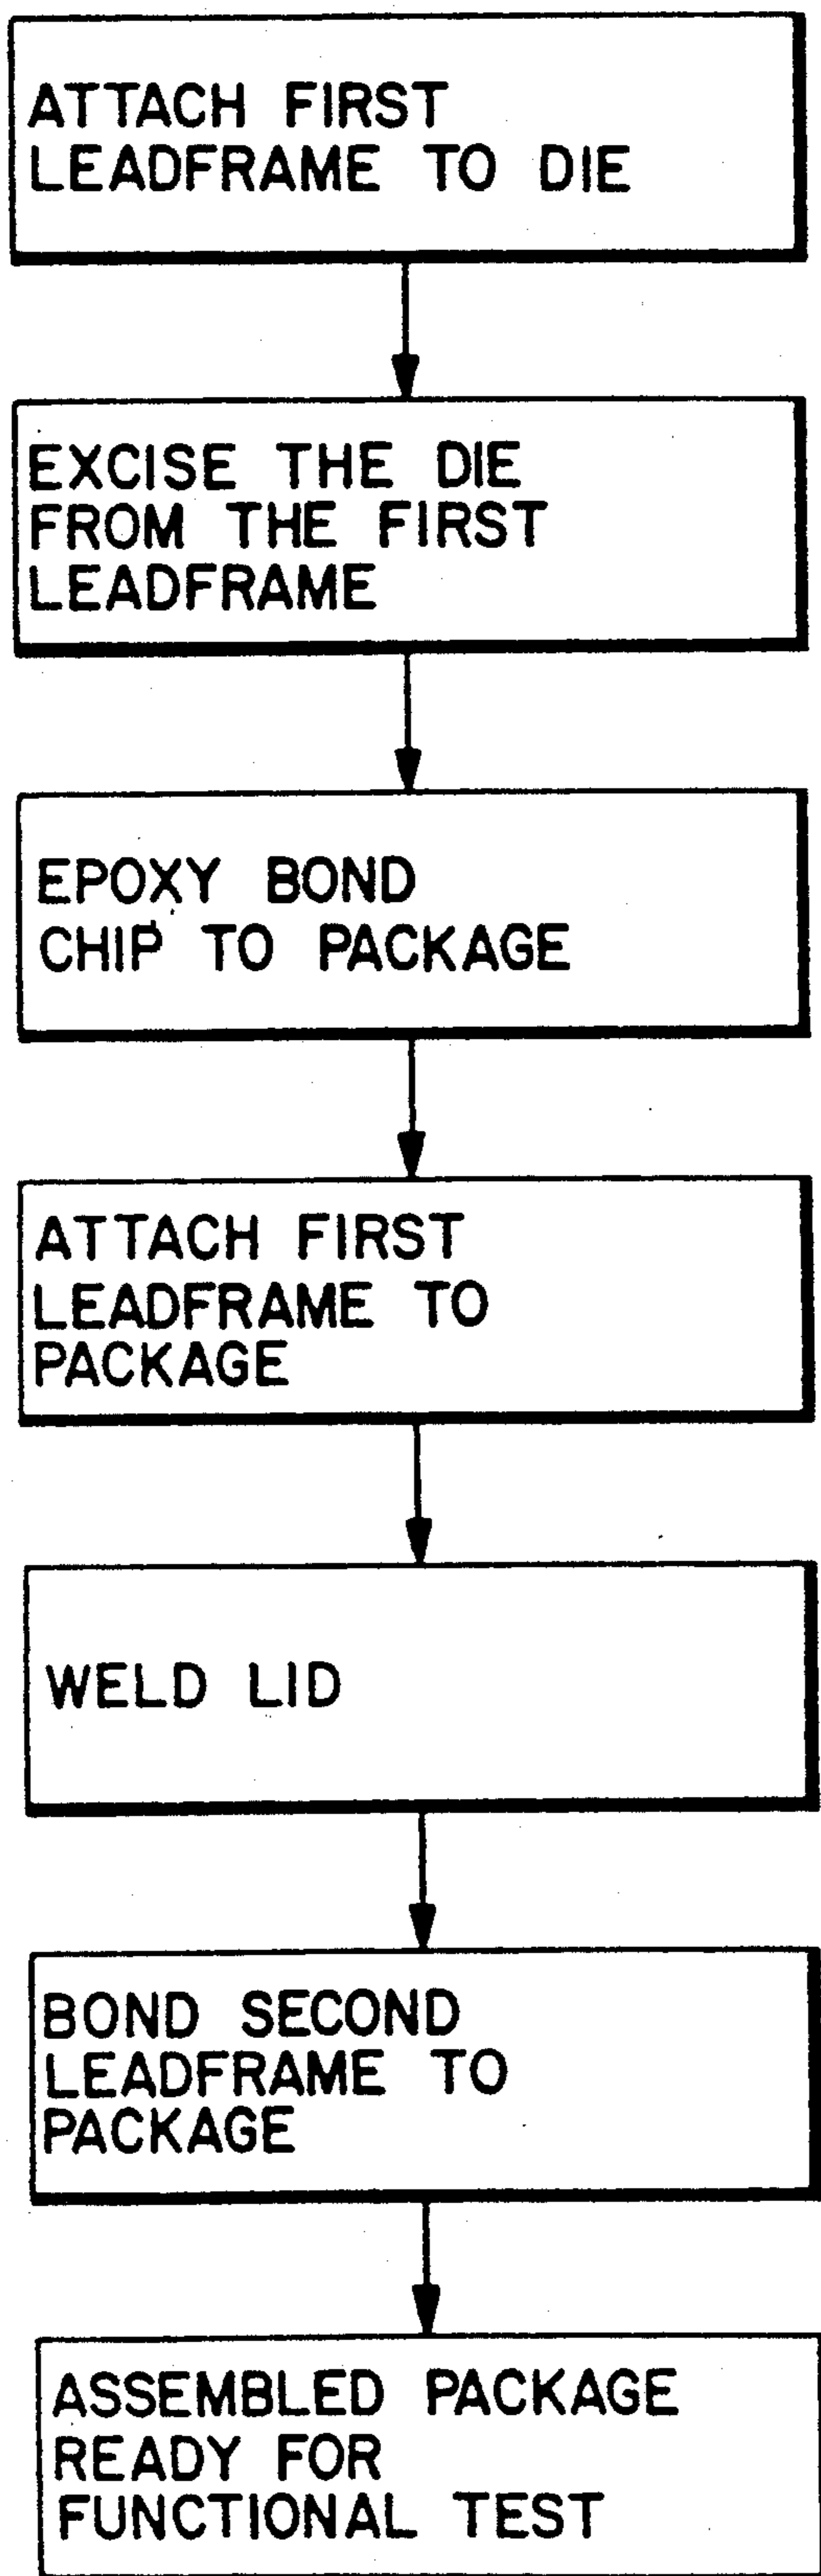 ATTACH FIRST
LEADFRAME TO DIE
EXCISE THE DIE
FROM THE FIRST
LEADFRAME
EPOXY BOND
CHIP TO PACKAGE
ATTACH FIRST
LEADFRAME TO
PACKAGE
WELD LID
BOND SECOND
LEADFRAME TO
PACKAGE
ASSEMBLED PACKAGE
READY FOR
FUNCTIONAL TEST